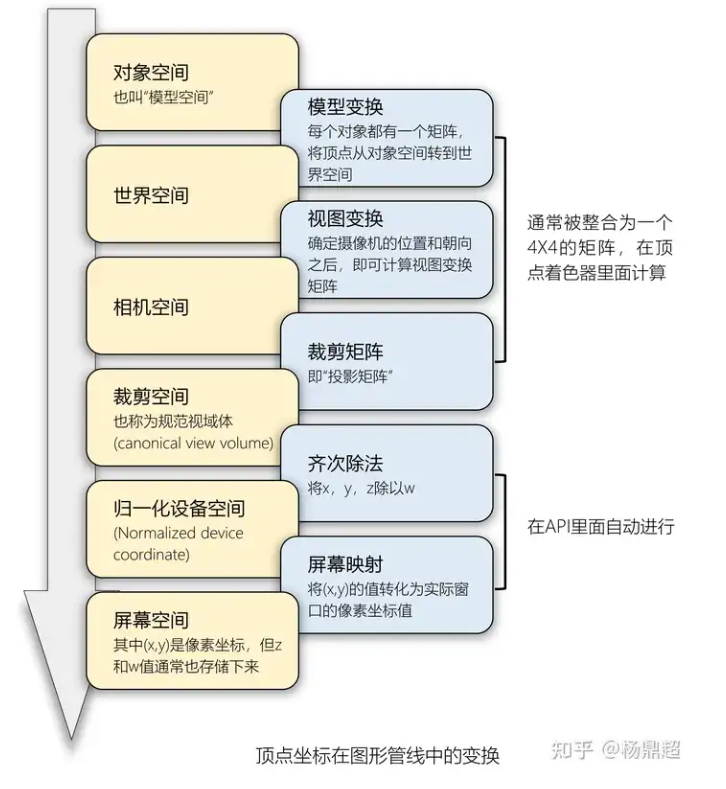 对象空间
也叫“模型空间”
模型变换
每个对象都有一个矩阵，
将顶点从对象空间转到世
界空间
世界空间
视图变换
确定摄像机的位置和朝向
之后，即可计算视图变换
矩阵
通常被整合为一个
4X4的矩阵，在顶
点着色器里面计算
相机空间
裁剪矩阵
即“投影矩阵”
裁剪空间
也称为规范视域体
(canonical view volume)
齐次除法
将x，y，z除以w
归一化设备空间
(Normalized device
coordinate)
在API里面自动进行
屏幕映射
将(x,y)的值转化为实际窗
口的像素坐标值
屏幕空间
其中(x,y)是像素坐标，但z
和w值通常也存储下来
顶点坐标在图形管线中的变换
知乎 @杨鼎超